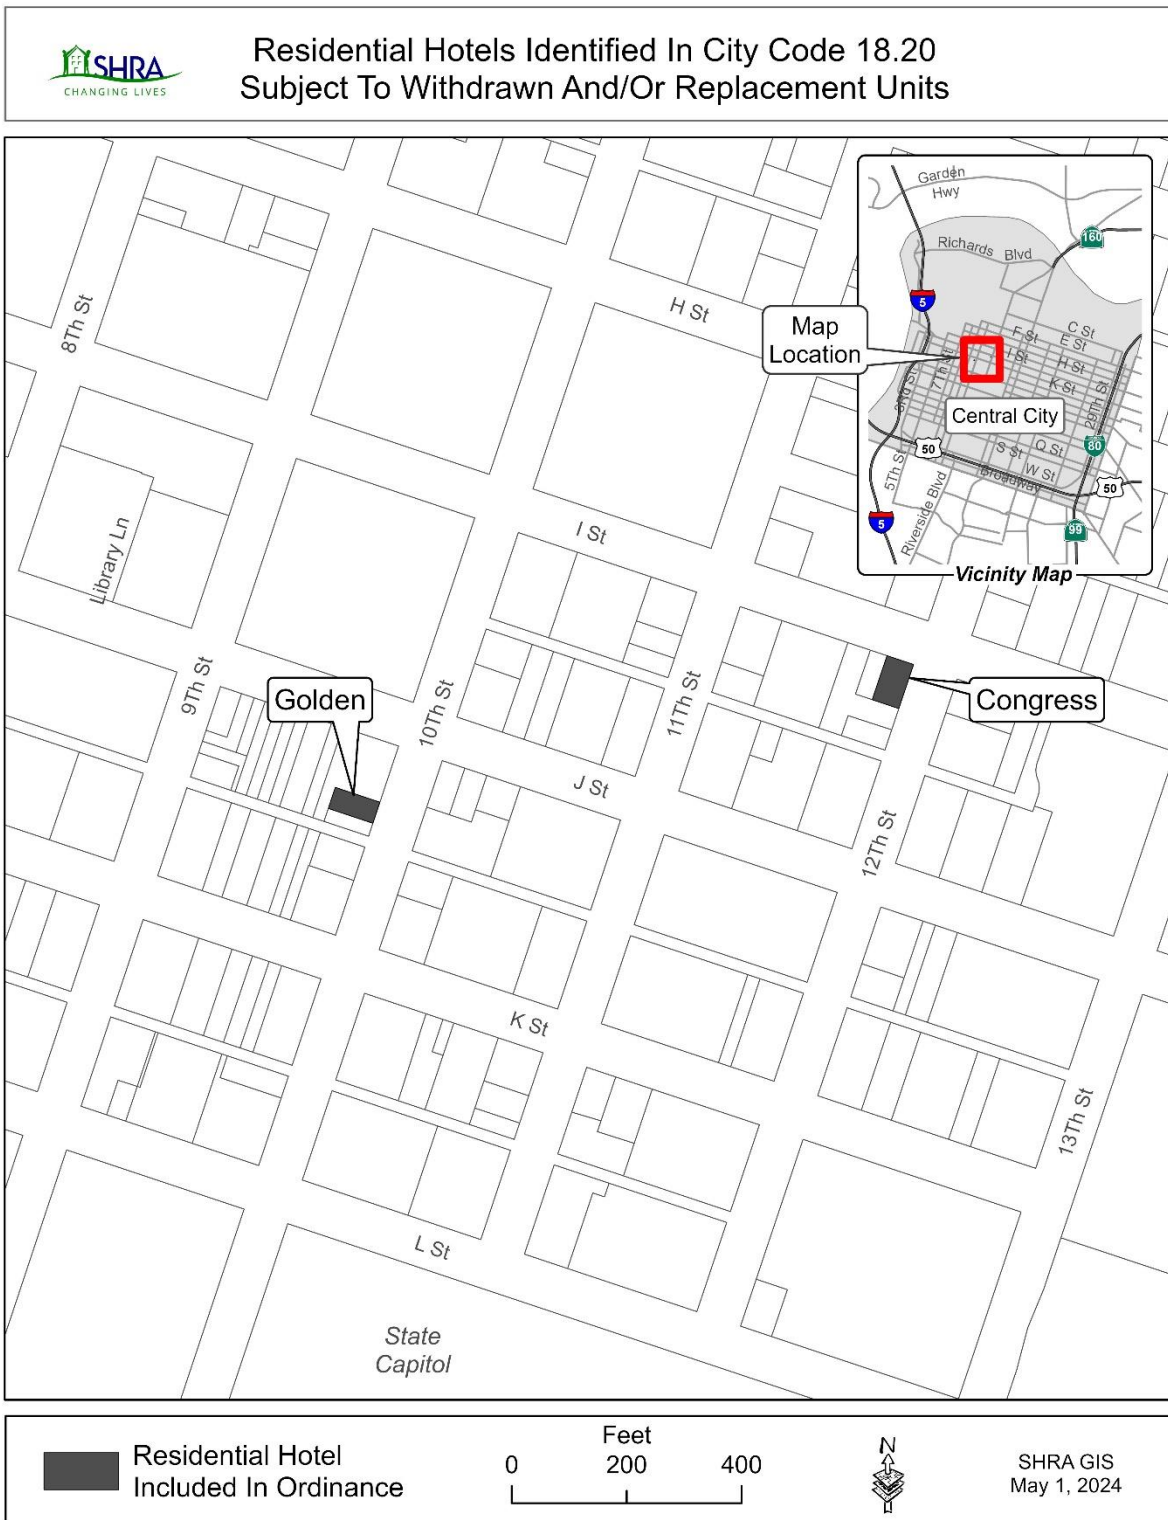 SHRA
CHANGING LIVES
Residential Hotels Identified In City Code 18.20
Subject To Withdrawn And/Or Replacement Units
Garden
Hwy
Richards Blvd
160
5
Map
Location
C St
F St
E St
I St
H St
K St
7Th St
3Rd St
29Th St
Central City
50
S St
Q St
80
5Th St
W St
Broadway
50
Riverside Blvd
5
99
Vicinity Map
8Th St
H St
I St
Library Ln
9Th St
Golden
10Th St
11Th St
Congress
J St
12Th St
K St
13Th St
L St
State
Capitol
Residential Hotel
Included In Ordinance
Feet
0 200 400
N
SHRA GIS
May 1, 2024